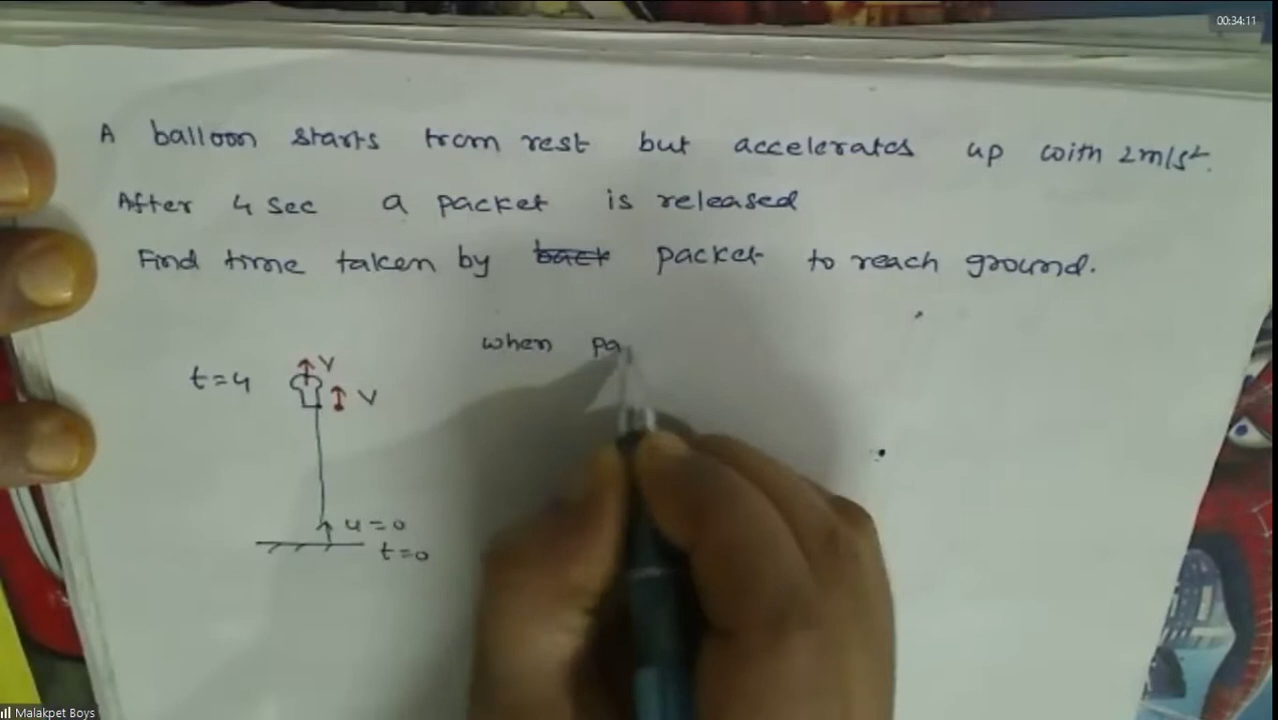 00:34:11
A balloon starts from rest but accelerates up with 2m/s².
After 4 sec a packet is released
Find time taken by packet to reach ground.
when pa
t=4
V
V
u=0
t=0
Malakpet Boys